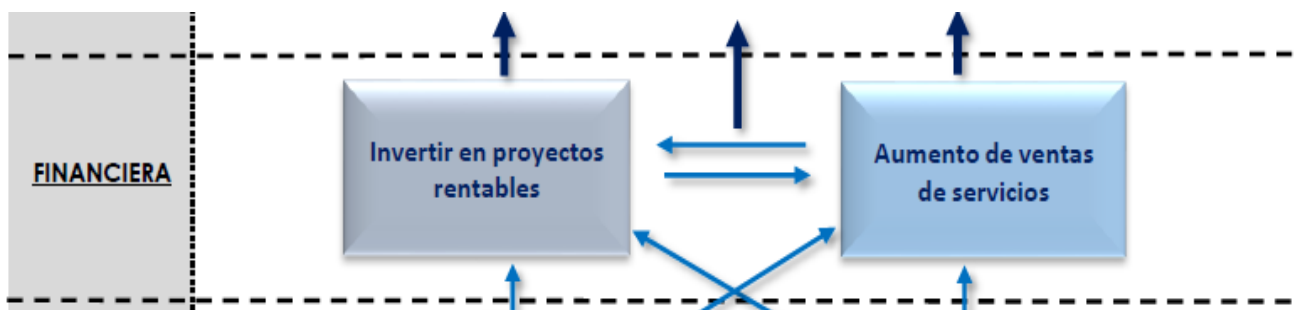 FINANCIERA
Invertir en proyectos
rentables
Aumento de ventas
de servicios